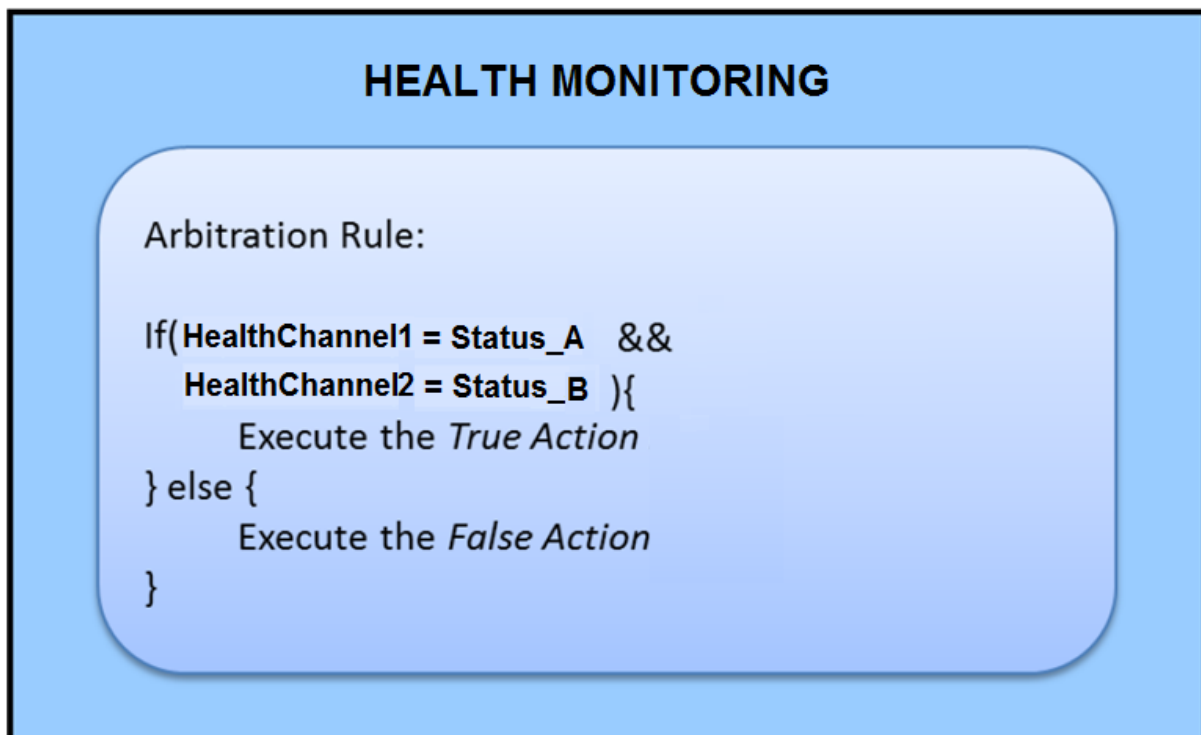 HEALTH MONITORING
Arbitration Rule:
If(HealthChannel1 = Status_A &&
HealthChannel2 = Status_B ){
Execute the True Action
} else {
Execute the False Action
}